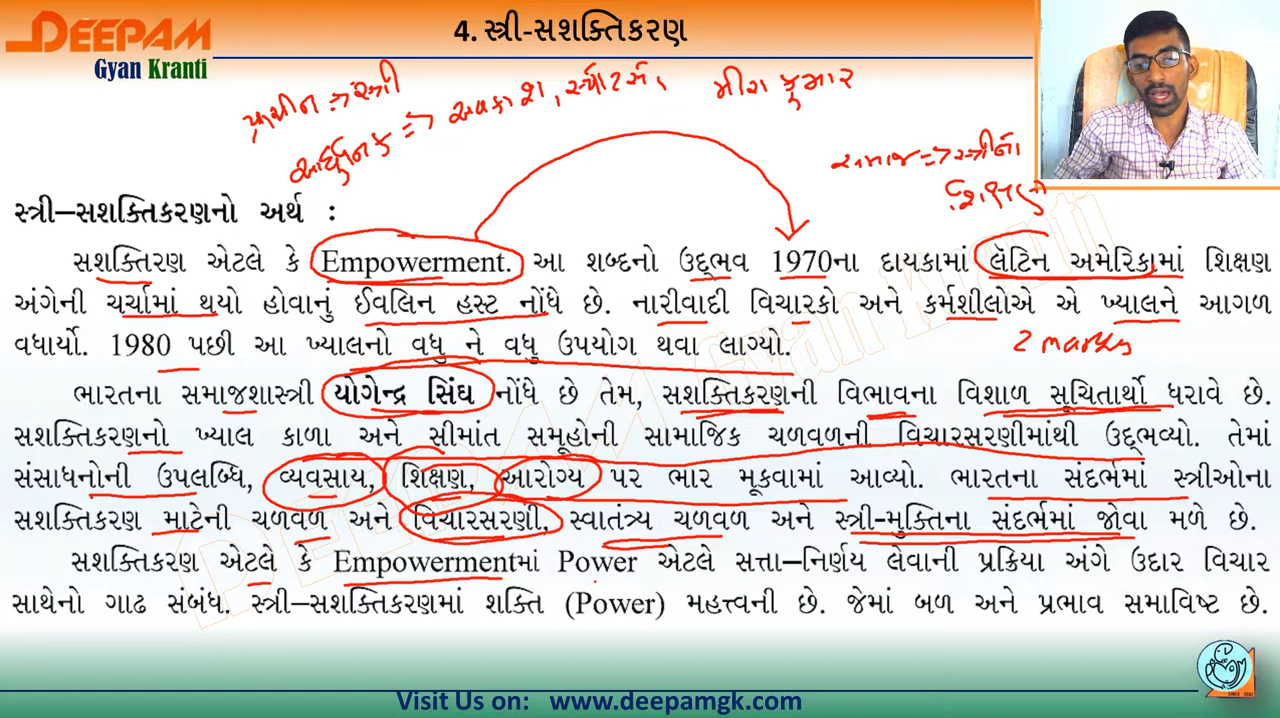 DEEPAM
Gyan Kranti
4. સ્ત્રી-સશક્તિકરણ
પ્રાચીન => સ્ત્રી
આધુનિક => અવકાશ, સ્પોર્ટસ, મીરા કુમાર
સમાજ => સ્ત્રીનાં
2 marks
સ્ત્રી–સશક્તિકરણનો અર્થ :
સશક્તિરણ એટલે કે Empowerment. આ શબ્દનો ઉદ્ભવ 1970ના દાયકામાં લૅટિન અમેરિકામાં શિક્ષણ
અંગેની ચર્ચામાં થયો હોવાનું ઈવલિન હસ્ટ નોંધે છે. નારીવાદી વિચારકો અને કર્મશીલોએ એ ખ્યાલને આગળ
વધાર્યો. 1980 પછી આ ખ્યાલનો વધુ ને વધુ ઉપયોગ થવા લાગ્યો.
ભારતના સમાજશાસ્ત્રી યોગેન્દ્ર સિંઘ નોંધે છે તેમ, સશક્તિકરણની વિભાવના વિશાળ સૂચિતાર્થો ધરાવે છે.
સશક્તિકરણનો ખ્યાલ કાળા અને સીમાંત સમૂહોની સામાજિક ચળવળની વિચારસરણીમાંથી ઉદ્ભવ્યો. તેમાં
સંસાધનોની ઉપલબ્ધિ, વ્યવસાય, શિક્ષણ, આરોગ્ય પર ભાર મૂકવામાં આવ્યો. ભારતના સંદર્ભમાં સ્ત્રીઓના
સશક્તિકરણ માટેની ચળવળ અને વિચારસરણી, સ્વાતંત્ર્ય ચળવળ અને સ્ત્રી-મુક્તિના સંદર્ભમાં જોવા મળે છે.
સશક્તિકરણ એટલે કે Empowermentમાં Power એટલે સત્તા–નિર્ણય લેવાની પ્રક્રિયા અંગે ઉદાર વિચાર
સાથેનો ગાઢ સંબંધ. સ્ત્રી–સશક્તિકરણમાં શક્તિ (Power) મહત્ત્વની છે. જેમાં બળ અને પ્રભાવ સમાવિષ્ટ છે.
Visit Us on: www.deepamgk.com